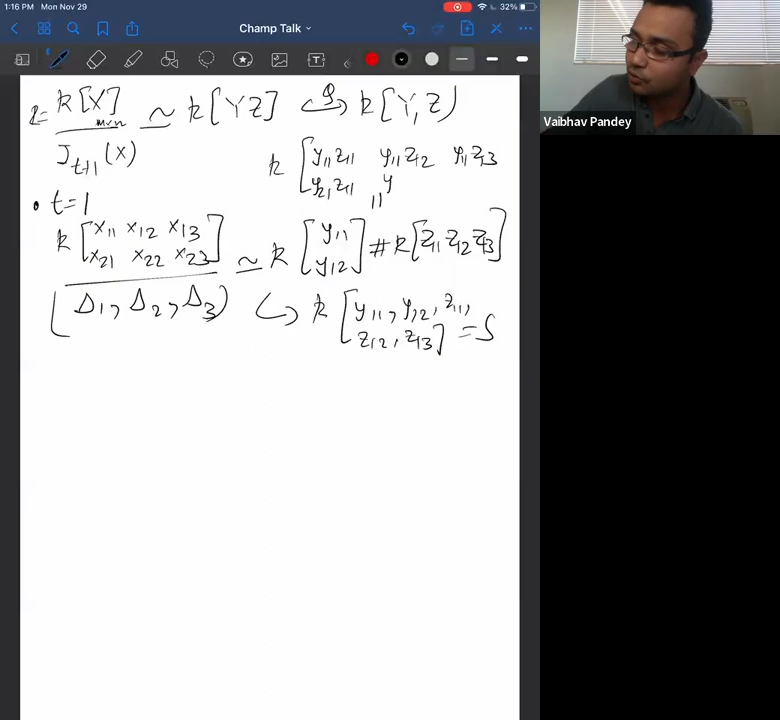 1:16 PM Mon Nov 29
32%
Champ Talk
Vaibhav Pandey
R = k[X]_{m×n} / J_{t+1}(X) ≃ k[YZ] ↪^φ k[Y, Z]
k [ y₁₁z₁₁ y₁₁z₁₂ y₁₁z₁₃
y₂₁z₁₁ y
• t=1
k [ x₁₁ x₁₂ x₁₃
x₂₁ x₂₂ x₂₃ ] / (Δ₁, Δ₂, Δ₃) ≃ k [ y₁₁
y₁₂ ] # k [z₁₁ z₁₂ z₁₃]
↪ k [ y₁₁, y₁₂, z₁₁,
z₁₂, z₁₃ ] = S